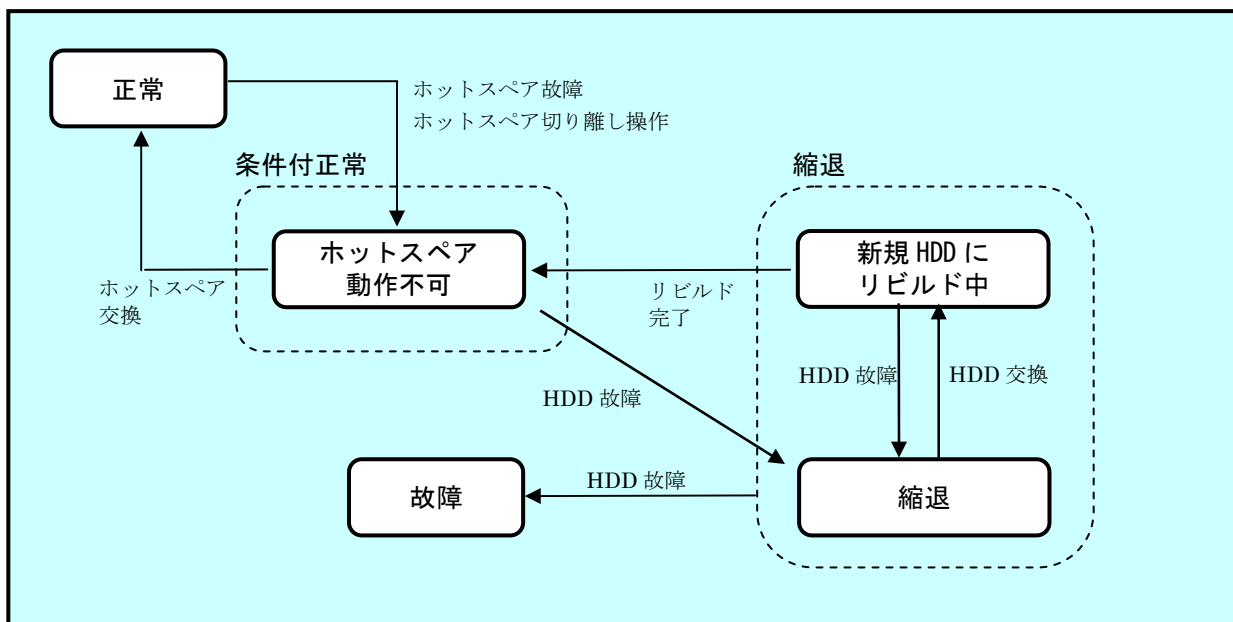 正常
ホットスペア故障
ホットスペア切り離し操作
条件付正常
縮退
ホットスペア
動作不可
新規 HDD に
リビルド中
ホットスペア
交換
リビルド
完了
HDD 故障
HDD 交換
HDD 故障
HDD 故障
故障
縮退